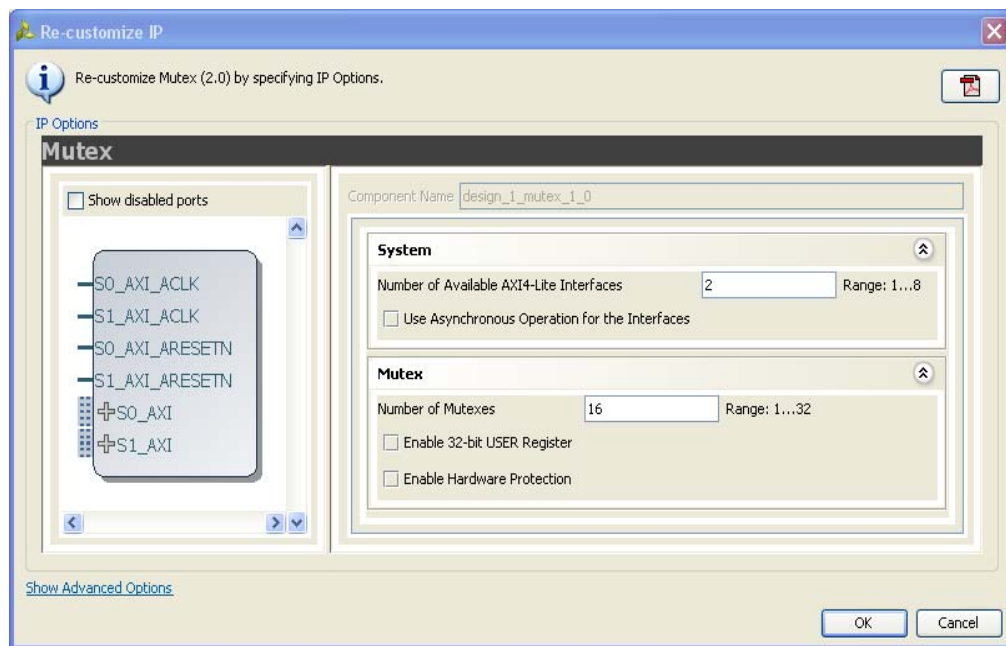 Re-customize IP
Re-customize Mutex (2.0) by specifying IP Options.
IP Options
Mutex
Show disabled ports
S0_AXI_ACLK
S1_AXI_ACLK
S0_AXI_ARESETN
S1_AXI_ARESETN
S0_AXI
S1_AXI
Component Name design_1_mutex_1_0
System
Number of Available AXI4-Lite Interfaces 2 Range: 1...8
Use Asynchronous Operation for the Interfaces
Mutex
Number of Mutexes 16 Range: 1...32
Enable 32-bit USER Register
Enable Hardware Protection
Show Advanced Options
OK Cancel